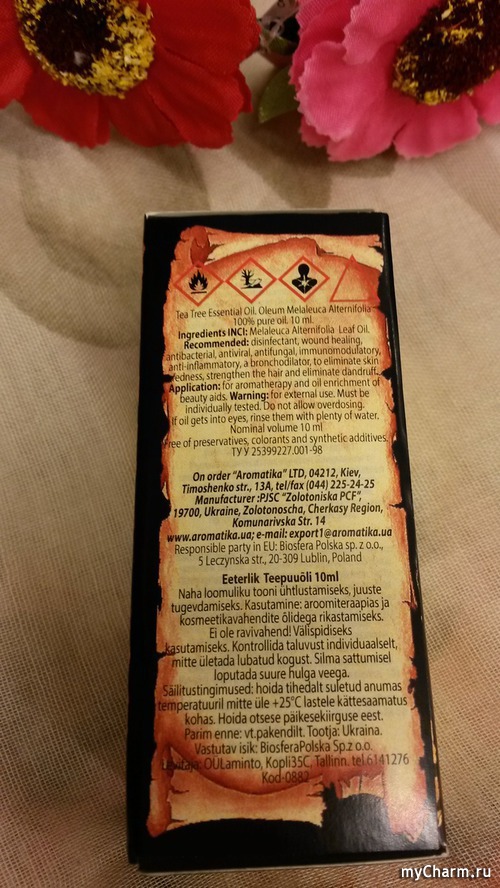 Tea Tree Essential Oil. Oleum Melaleuca Alternifolia
100% pure oil. 10 ml.
Ingredients INCI: Melaleuca Alternifolia Leaf Oil.
Recommended: disinfectant, wound healing,
antibacterial, antiviral, antifungal, immunomodulatory,
anti-inflammatory, a bronchodilator, to eliminate skin
redness, strengthen the hair and eliminate dandruff.
Application: for aromatherapy and oil enrichment of
beauty aids. Warning: for external use. Must be
individually tested. Do not allow overdosing.
If oil gets into eyes, rinse them with plenty of water.
Nominal volume 10 ml
Free of preservatives, colorants and synthetic additives.
ТУ У 25399227.001-98
On order "Aromatika" LTD, 04212, Kiev,
Timoshenko str., 13A, tel/fax (044) 225-24-25
Manufacturer :PJSC "Zolotoniska PCF",
19700, Ukraine, Zolotonoscha, Cherkasy Region,
Komunarivska Str. 14
www.aromatika.ua; e-mail: export1@aromatika.ua
Responsible party in EU: Biosfera Polska sp. z o.o.,
5 Leczynska str., 20-309 Lublin, Poland
Eeterlik Teepuuõli 10ml
Naha loomuliku tooni ühtlustamiseks, juuste
tugevdamiseks. Kasutamine: aroomiteraapias ja
kosmeetikavahendite õlidega rikastamiseks.
Ei ole ravivahend! Välispidiseks
kasutamiseks. Kontrollida taluvust individuaalselt,
mitte ületada lubatud kogust. Silma sattumisel
loputada suure hulga veega.
Säilitustingimused: hoida tihedalt suletud anumas
temperatuuril mitte üle +25°C lastele kättesaamatus
kohas. Hoida otsese päikesekiirguse eest.
Parim enne: vt.pakendilt. Tootja: Ukraina.
Vastutav isik: BiosferaPolska Sp.z o.o.
OÜLaminto, Kopli35C, Tallinn. tel.6141276
Kod-0882
myCharm.ru